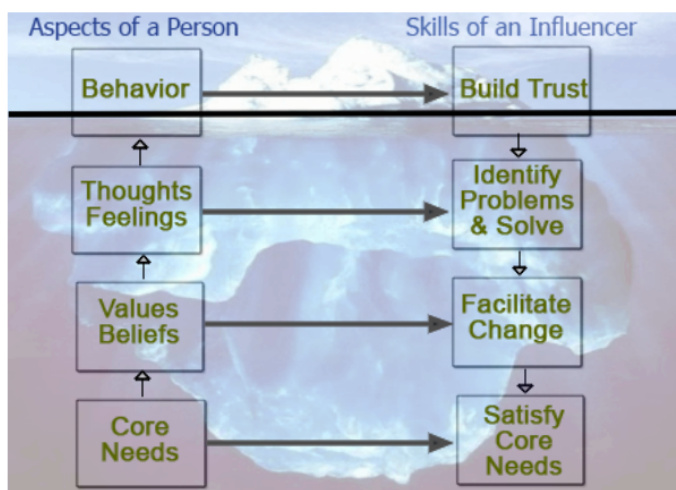 Aspects of a Person
Skills of an Influencer
Behavior
Build Trust
Thoughts
Feelings
Identify
Problems
& Solve
Values
Beliefs
Facilitate
Change
Core
Needs
Satisfy
Core
Needs